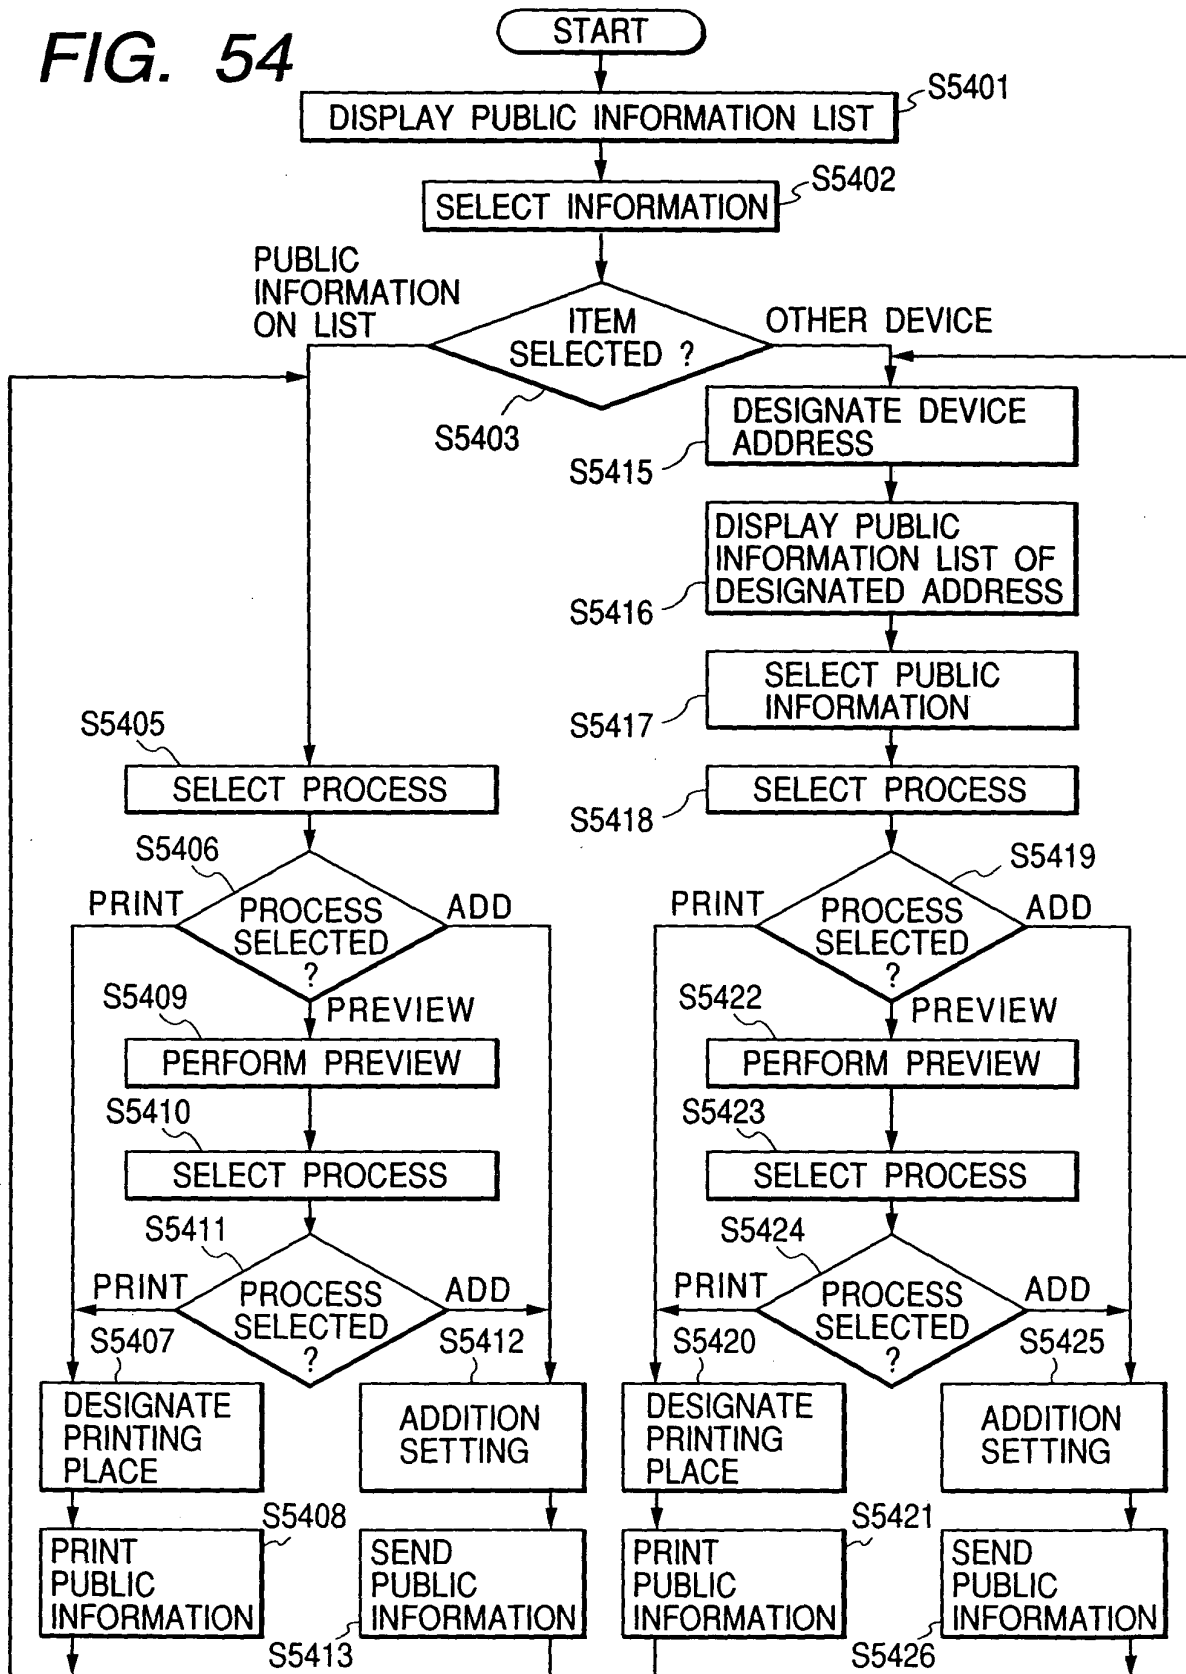 FIG. 54
START
S5401
DISPLAY PUBLIC INFORMATION LIST
S5402
SELECT INFORMATION
PUBLIC
INFORMATION
ON LIST
ITEM
SELECTED ?
OTHER DEVICE
S5403
DESIGNATE DEVICE
ADDRESS
S5415
DISPLAY PUBLIC
INFORMATION LIST OF
DESIGNATED ADDRESS
S5416
SELECT PUBLIC
INFORMATION
S5417
S5405
SELECT PROCESS
SELECT PROCESS
S5418
S5406
PRINT
PROCESS
SELECTED
?
ADD
S5419
PRINT
PROCESS
SELECTED
?
ADD
S5409
PREVIEW
PERFORM PREVIEW
S5422
PREVIEW
PERFORM PREVIEW
S5410
SELECT PROCESS
S5423
SELECT PROCESS
S5411
PRINT
PROCESS
SELECTED
?
ADD
S5424
PRINT
PROCESS
SELECTED
?
ADD
S5407
DESIGNATE
PRINTING
PLACE
S5412
ADDITION
SETTING
S5420
DESIGNATE
PRINTING
PLACE
S5425
ADDITION
SETTING
S5408
PRINT
PUBLIC
INFORMATION
SEND
PUBLIC
INFORMATION
S5413
S5421
PRINT
PUBLIC
INFORMATION
SEND
PUBLIC
INFORMATION
S5426